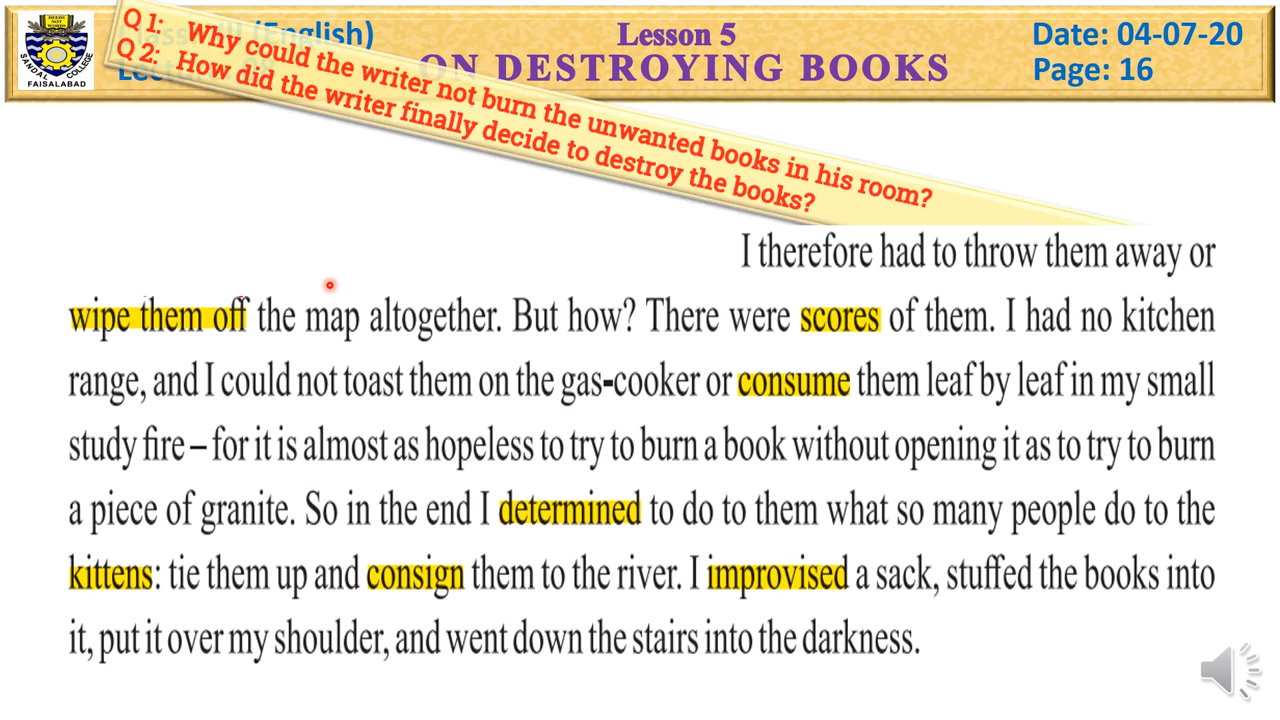 DEEDS NOT WORDS
SANDAL COLLEGE
FAISALABAD
(English)
Lesson 5
ON DESTROYING BOOKS
Date: 04-07-20
Page: 16
Q 1: Why could the writer not burn the unwanted books in his room?
Q 2: How did the writer finally decide to destroy the books?
I therefore had to throw them away or
wipe them off the map altogether. But how? There were scores of them. I had no kitchen
range, and I could not toast them on the gas-cooker or consume them leaf by leaf in my small
study fire – for it is almost as hopeless to try to burn a book without opening it as to try to burn
a piece of granite. So in the end I determined to do to them what so many people do to the
kittens: tie them up and consign them to the river. I improvised a sack, stuffed the books into
it, put it over my shoulder, and went down the stairs into the darkness.